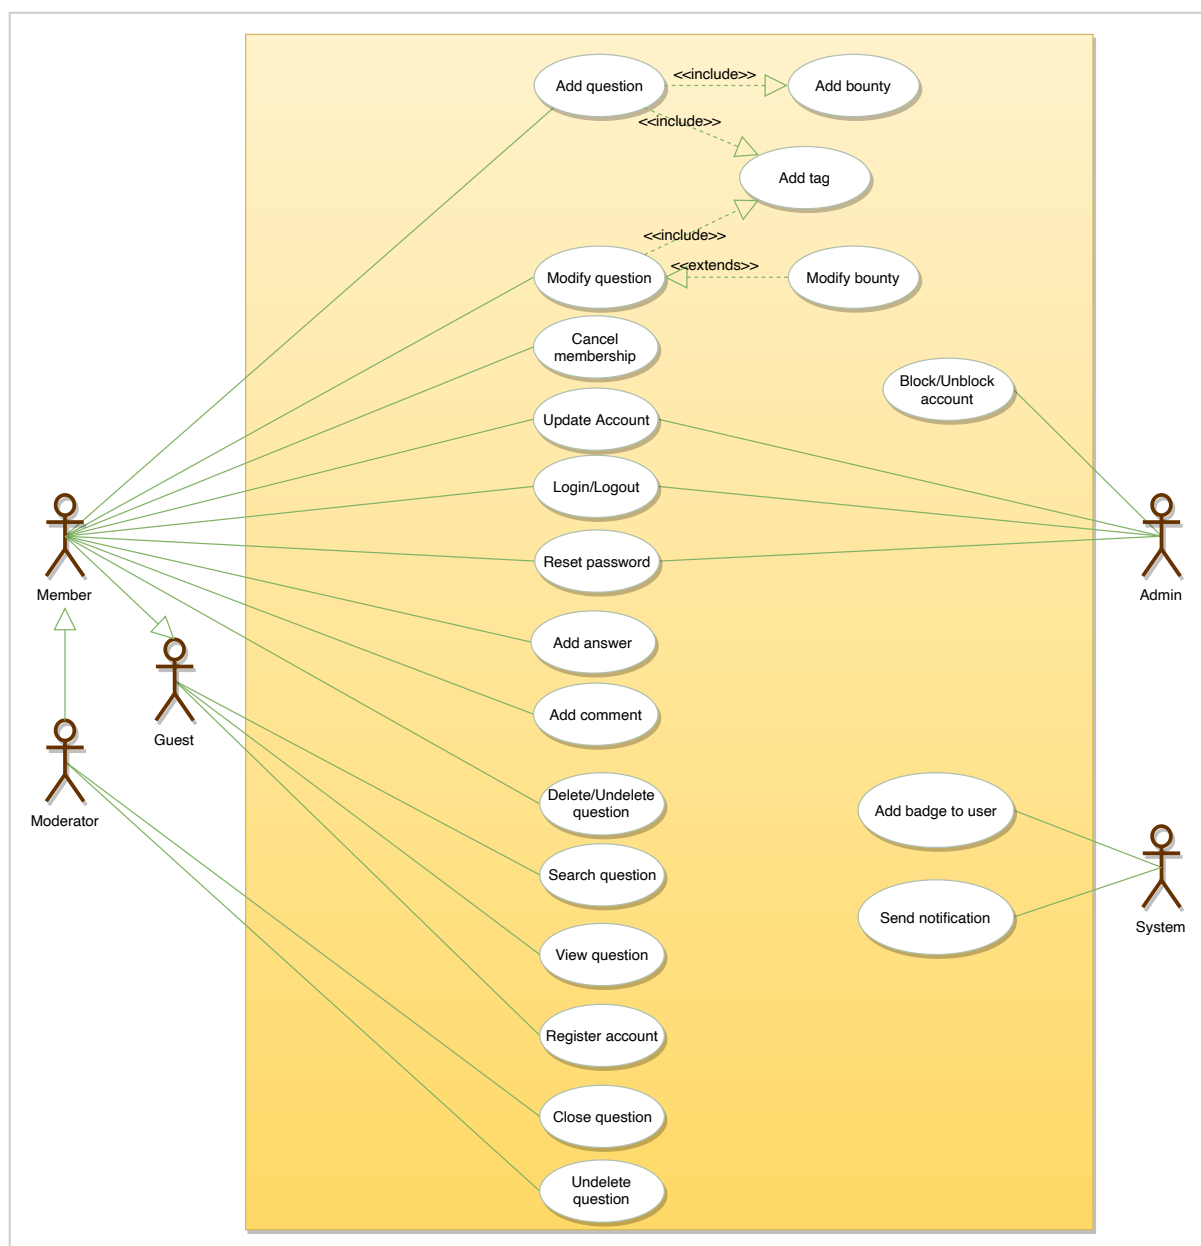 Add question
<<include>>
Add bounty
<<include>>
Add tag
<<include>>
Modify question
<<extends>>
Modify bounty
Cancel
membership
Block/Unblock
account
Update Account
Login/Logout
Reset password
Member
Admin
Add answer
Add comment
Guest
Moderator
Delete/Undelete
question
Add badge to user
Search question
Send notification
System
View question
Register account
Close question
Undelete
question